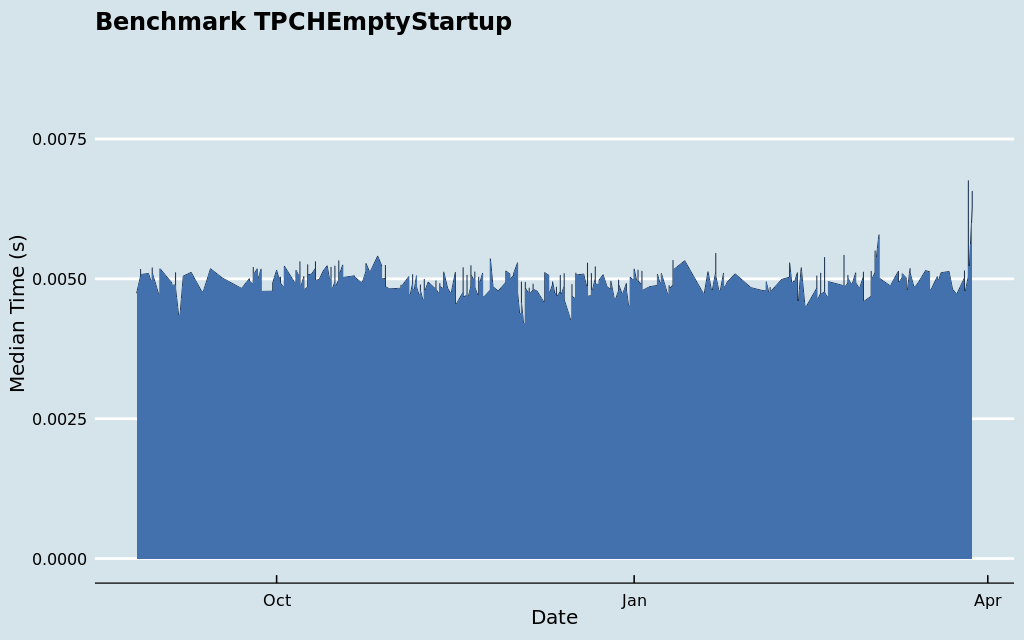 Benchmark TPCHEmptyStartup
Median Time (s)
0.0075
0.0050
0.0025
0.0000
Oct
Jan
Apr
Date